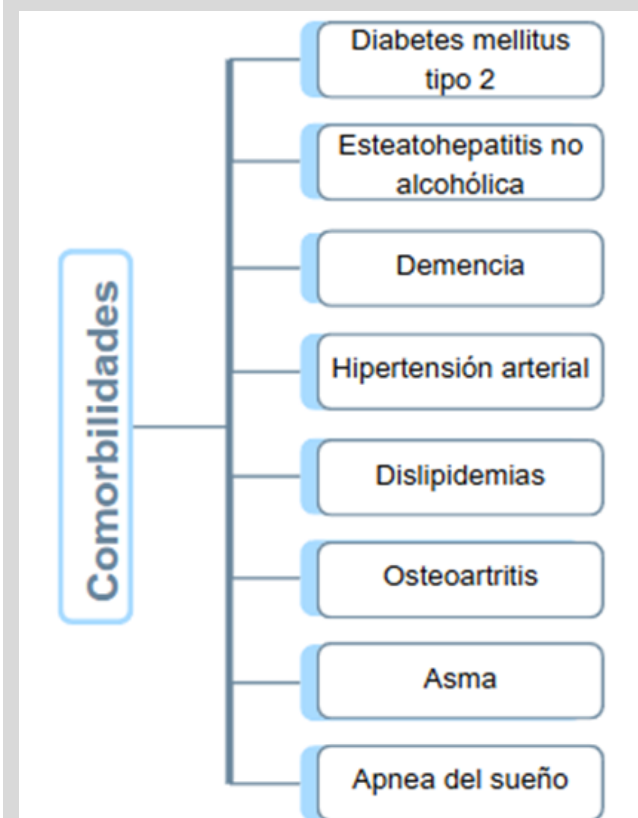 Comorbilidades
Diabetes mellitus
tipo 2
Esteatohepatitis no
alcohólica
Demencia
Hipertensión arterial
Dislipidemias
Osteoartritis
Asma
Apnea del sueño